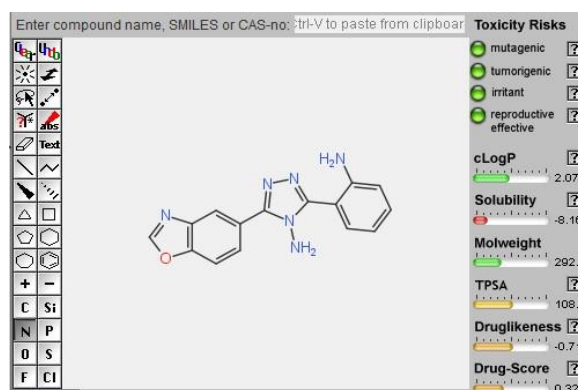 Enter compound name, SMILES or CAS-no: Ctrl-V to paste from clipboar
Toxicity Risks
mutagenic ?
tumorigenic ?
irritant ?
reproductive effective ?
cLogP ?
2.07
Solubility ?
-8.16
Molweight ?
292.
TPSA ?
108.
Druglikeness ?
-0.71
Drug-Score ?
0.32
abs
Text
+ −
C Si
N P
O S
F Cl
H₂N
N N
N
N
NH₂
O